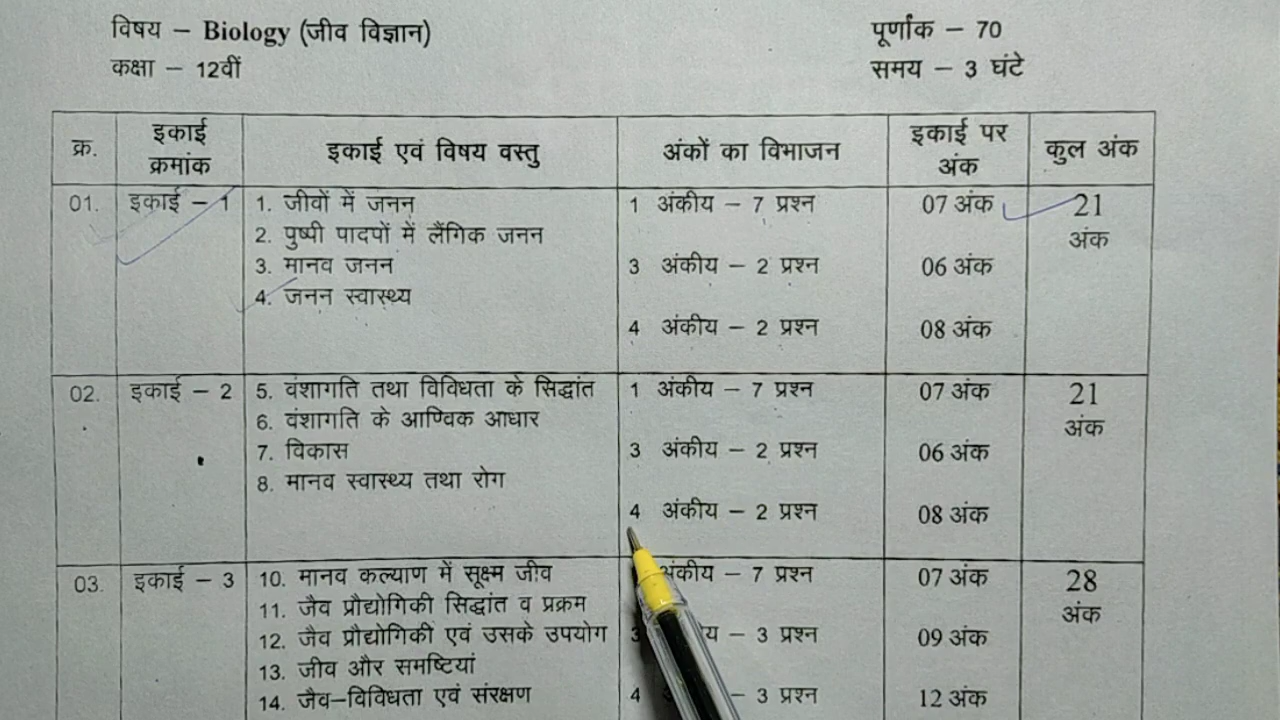 विषय – Biology (जीव विज्ञान) पूर्णांक – 70
कक्षा – 12वीं समय – 3 घंटे
क्र. इकाई क्रमांक इकाई एवं विषय वस्तु अंकों का विभाजन इकाई पर अंक कुल अंक
01. इकाई – 1 1. जीवों में जनन 1 अंकीय – 7 प्रश्न 07 अंक 21
2. पुष्पी पादपों में लैंगिक जनन अंक
3. मानव जनन 3 अंकीय – 2 प्रश्न 06 अंक
4. जनन स्वास्थ्य
4 अंकीय – 2 प्रश्न 08 अंक
02. इकाई – 2 5. वंशागति तथा विविधता के सिद्धांत 1 अंकीय – 7 प्रश्न 07 अंक 21
6. वंशागति के आण्विक आधार अंक
7. विकास 3 अंकीय – 2 प्रश्न 06 अंक
8. मानव स्वास्थ्य तथा रोग
4 अंकीय – 2 प्रश्न 08 अंक
03. इकाई – 3 10. मानव कल्याण में सूक्ष्म जीव अंकीय – 7 प्रश्न 07 अंक 28
11. जैव प्रौद्योगिकी सिद्धांत व प्रक्रम अंक
12. जैव प्रौद्योगिकी एवं उसके उपयोग 3 – 3 प्रश्न 09 अंक
13. जीव और समष्टियां
14. जैव–विविधता एवं संरक्षण 4 – 3 प्रश्न 12 अंक